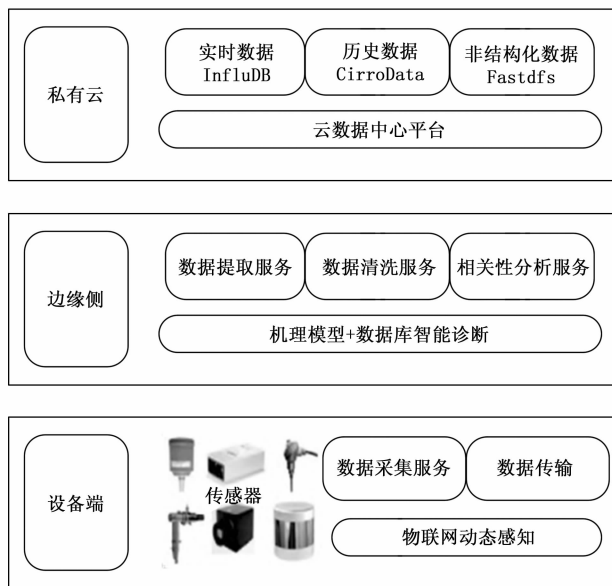 私有云
实时数据
InfluDB
历史数据
CirroData
非结构化数据
Fastdfs
云数据中心平台
边缘侧
数据提取服务
数据清洗服务
相关性分析服务
机理模型+数据库智能诊断
设备端
传感器
数据采集服务
数据传输
物联网动态感知